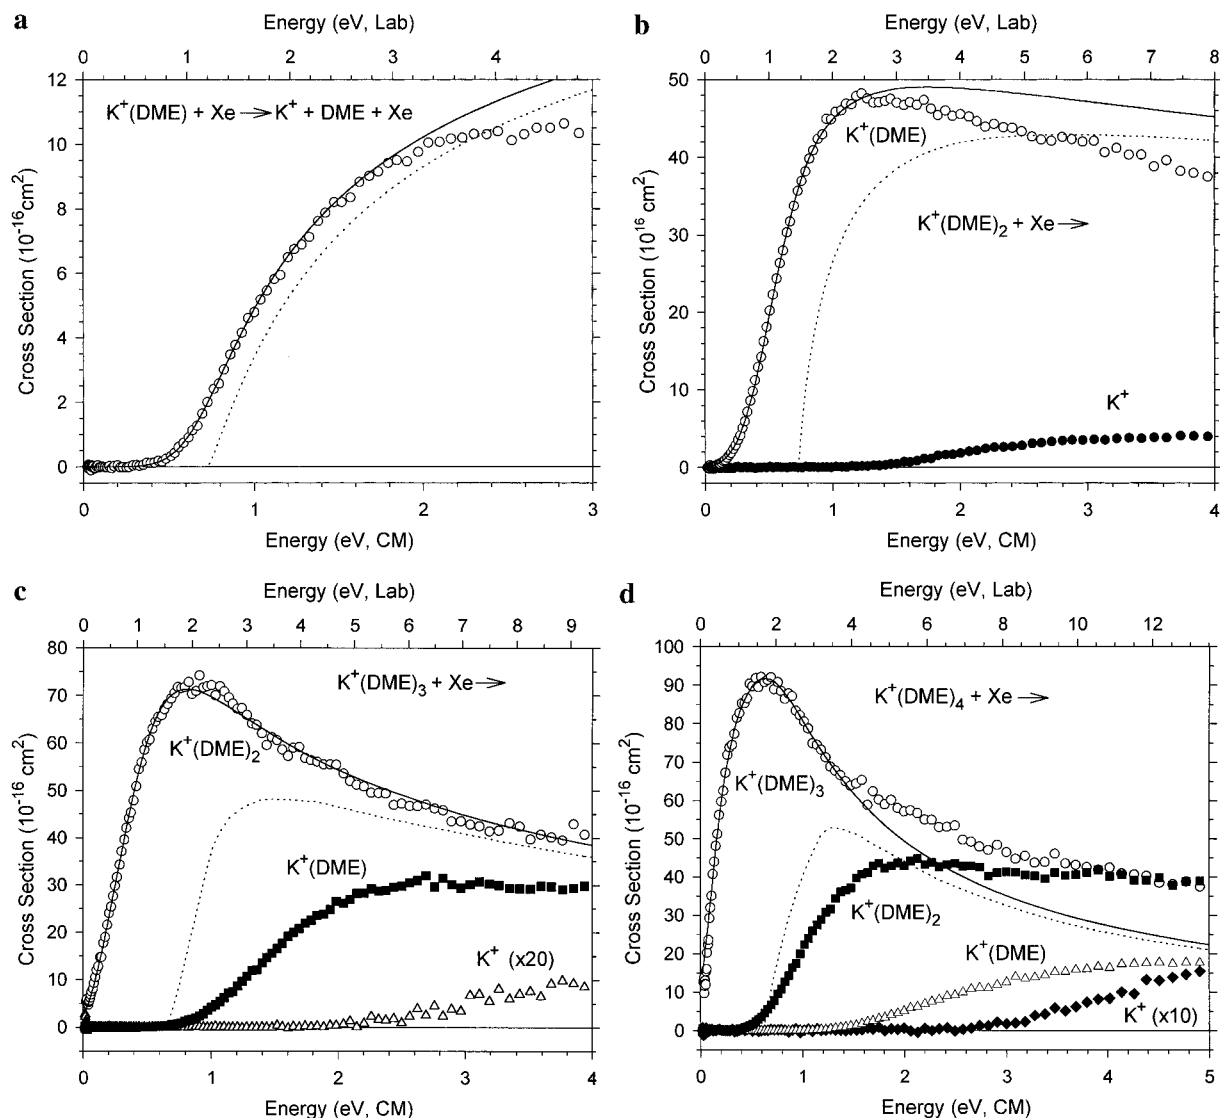 a
Energy (eV, Lab)
0 1 2 3 4
12
10
8
6
4
2
0
Cross Section (10⁻¹⁶cm²)
K⁺(DME) + Xe → K⁺ + DME + Xe
0 1 2 3
Energy (eV, CM)
b
Energy (eV, Lab)
0 1 2 3 4 5 6 7 8
50
40
30
20
10
0
Cross Section (10¹⁶ cm²)
K⁺(DME)
K⁺(DME)₂ + Xe →
K⁺
0 1 2 3 4
Energy (eV, CM)
c
Energy (eV, Lab)
0 1 2 3 4 5 6 7 8 9
80
70
60
50
40
30
20
10
0
Cross Section (10⁻¹⁶ cm²)
K⁺(DME)₃ + Xe →
K⁺(DME)₂
K⁺(DME)
K⁺ (x20)
0 1 2 3 4
Energy (eV, CM)
d
Energy (eV, Lab)
0 2 4 6 8 10 12
100
90
80
70
60
50
40
30
20
10
0
Cross Section (10⁻¹⁶ cm²)
K⁺(DME)₄ + Xe →
K⁺(DME)₃
K⁺(DME)₂
K⁺(DME)
K⁺ (x10)
0 1 2 3 4 5
Energy (eV, CM)